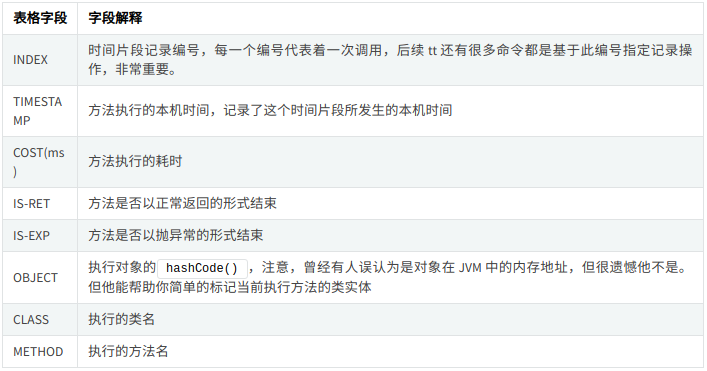 表格字段 字段解释
INDEX 时间片段记录编号，每一个编号代表着一次调用，后续 tt 还有很多命令都是基于此编号指定记录操
作，非常重要。
TIMESTA
MP 方法执行的本机时间，记录了这个时间片段所发生的本机时间
COST(ms
) 方法执行的耗时
IS-RET 方法是否以正常返回的形式结束
IS-EXP 方法是否以抛异常的形式结束
OBJECT 执行对象的 hashCode() ，注意，曾经有人误认为是对象在 JVM 中的内存地址，但很遗憾他不是。
但他能帮助你简单的标记当前执行方法的类实体
CLASS 执行的类名
METHOD 执行的方法名